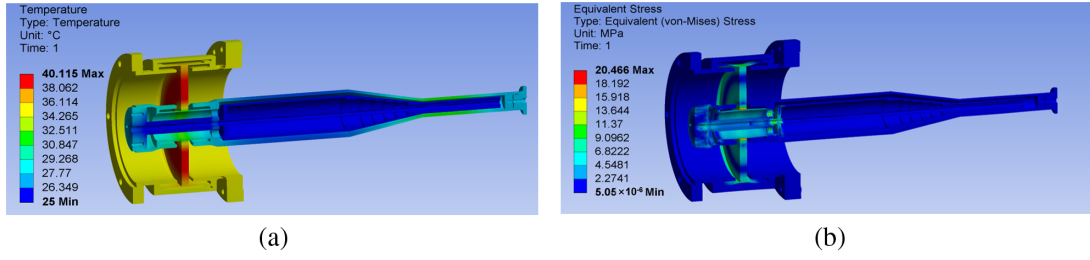 Temperature
Type: Temperature
Unit: °C
Time: 1
40.115 Max
38.062
36.114
34.265
32.511
30.847
29.268
27.77
26.349
25 Min
(a)
Equivalent Stress
Type: Equivalent (von-Mises) Stress
Unit: MPa
Time: 1
20.466 Max
18.192
15.918
13.644
11.37
9.0962
6.8222
4.5481
2.2741
5.05×10⁻⁶ Min
(b)